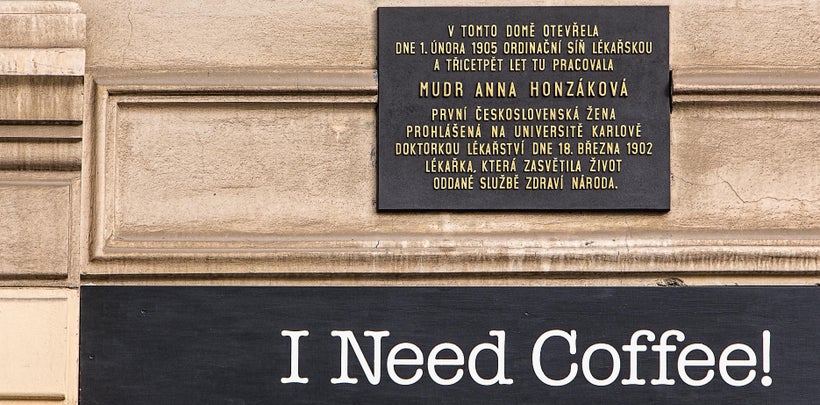 V TOMTO DOMĚ OTEVŘELA
DNE 1. ÚNORA 1905 ORDINAČNÍ SÍŇ LÉKAŘSKOU
A TŘICETPĚT LET TU PRACOVALA
MUDR ANNA HONZÁKOVÁ
PRVNÍ ČESKOSLOVENSKÁ ŽENA
PROHLÁŠENÁ NA UNIVERSITĚ KARLOVĚ
DOKTORKOU LÉKAŘSTVÍ DNE 18. BŘEZNA 1902
LÉKAŘKA, KTERÁ ZASVĚTILA ŽIVOT
ODDANÉ SLUŽBĚ ZDRAVÍ NÁRODA.
I Need Coffee!